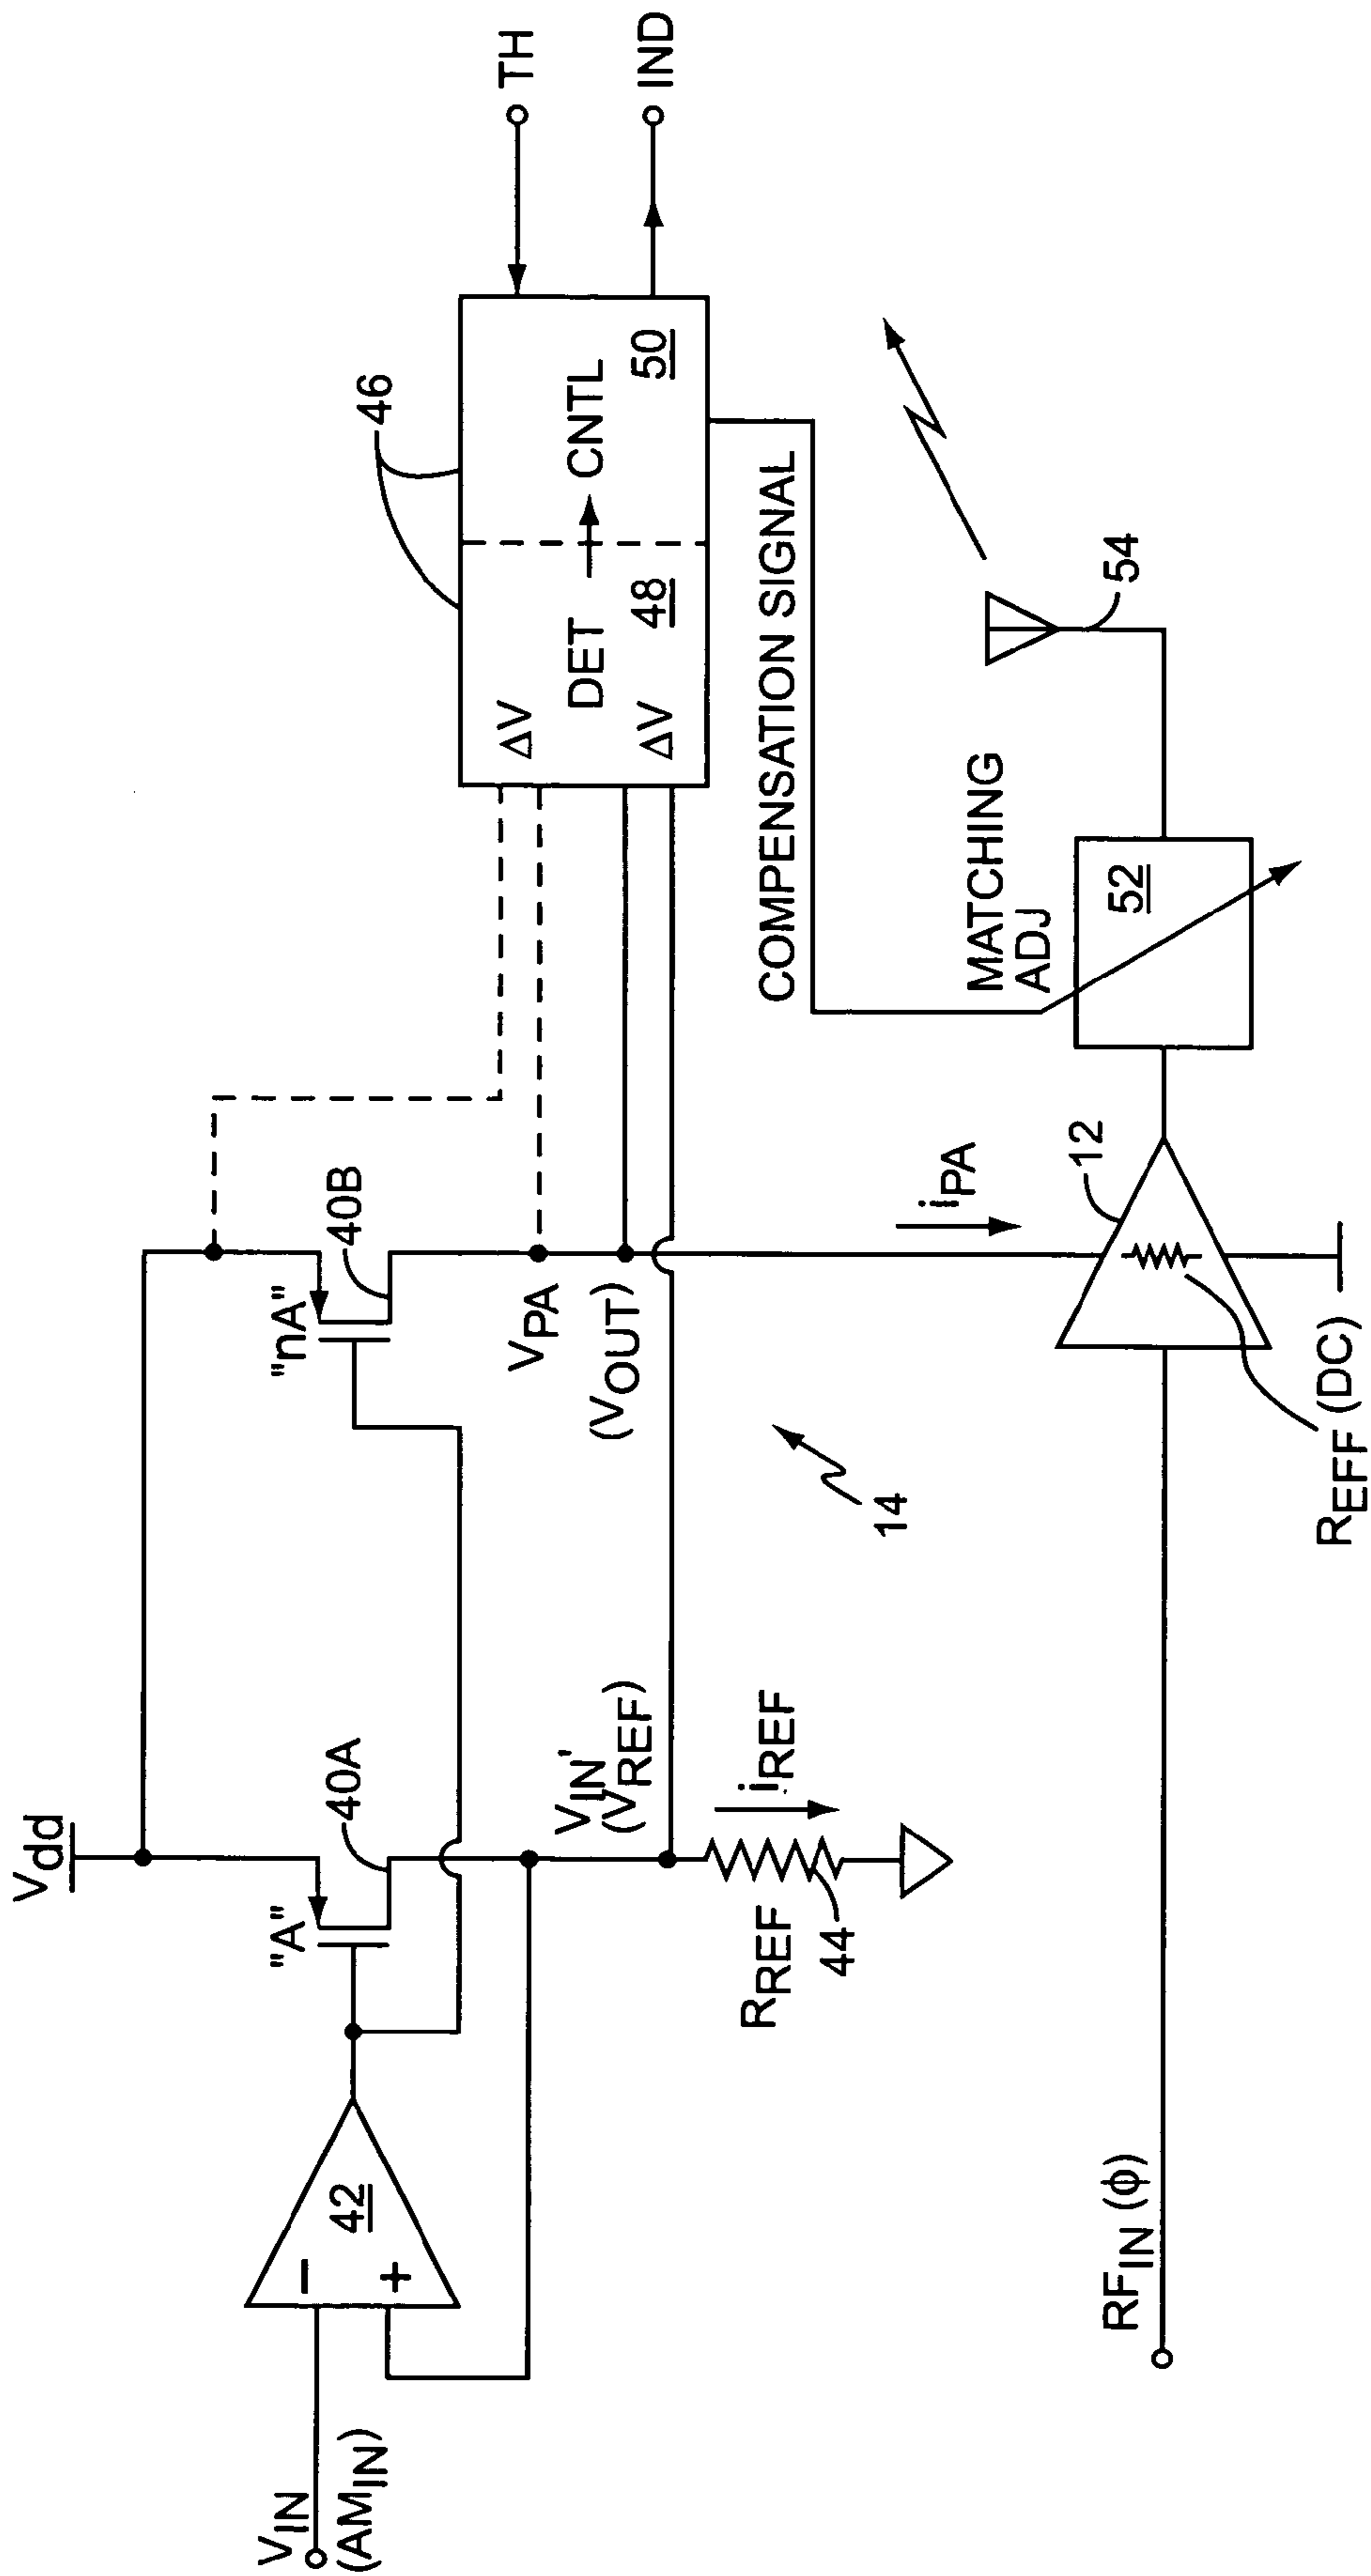 Vdd
VIN
(AMIN)
−
+
42
"A"
40A
"nA"
40B
VIN'
(VREF)
iREF
RREF
44
VPA
(VOUT)
iPA
14
46
ΔV
ΔV
DET
48
CNTL
50
TH
IND
COMPENSATION SIGNAL
MATCHING
ADJ
52
54
12
RFIN (ϕ)
REFF (DC)